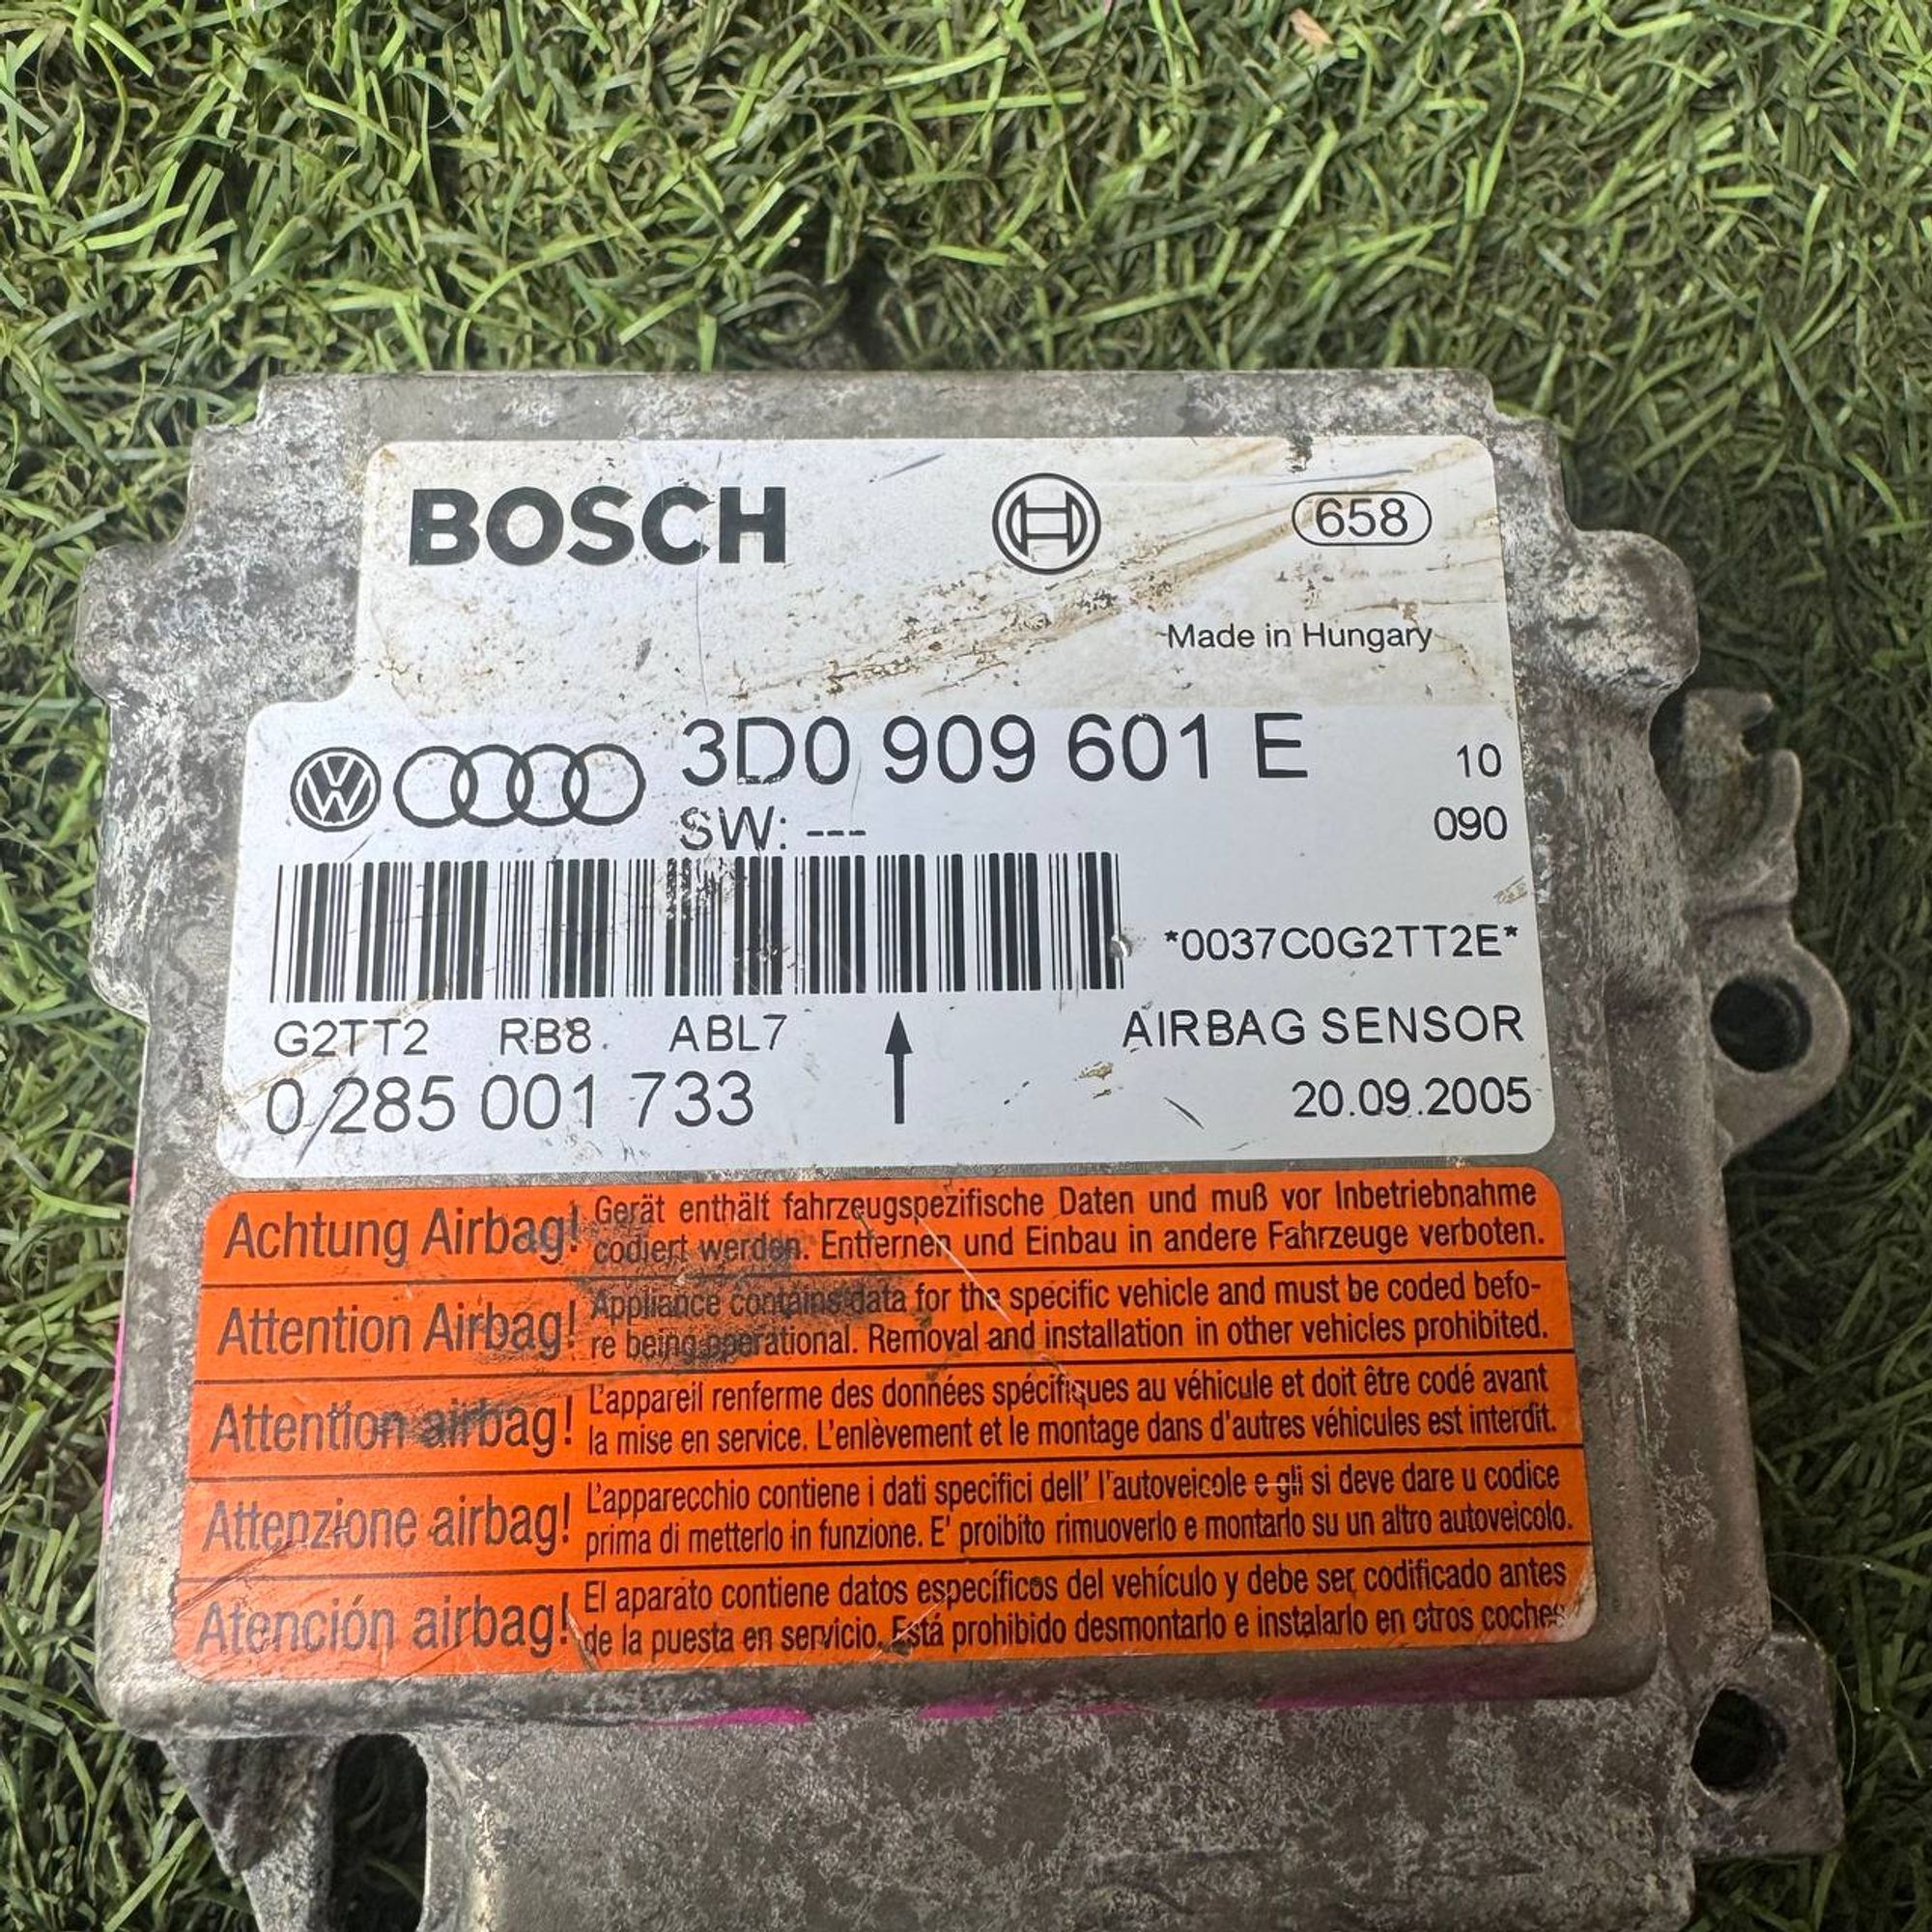 BOSCH
658
Made in Hungary
3D0 909 601 E
10
SW: ---
090
*0037C0G2TT2E*
G2TT2 RB8 ABL7
AIRBAG SENSOR
0 285 001 733
20.09.2005
Achtung Airbag!
Gerät enthält fahrzeugspezifische Daten und muß vor Inbetriebnahme
codiert werden. Entfernen und Einbau in andere Fahrzeuge verboten.
Attention Airbag!
Appliance contains data for the specific vehicle and must be coded befo-
re being operational. Removal and installation in other vehicles prohibited.
Attention airbag!
L'appareil renferme des données spécifiques au véhicule et doit être codé avant
la mise en service. L'enlèvement et le montage dans d'autres véhicules est interdit.
Attenzione airbag!
L'apparecchio contiene i dati specifici dell' l'autoveicole e gli si deve dare u codice
prima di metterlo in funzione. E' proibito rimuoverlo e montarlo su un altro autoveicolo.
Atención airbag!
El aparato contiene datos específicos del vehículo y debe ser codificado antes
de la puesta en servicio. Está prohibido desmontarlo e instalarlo en otros coches